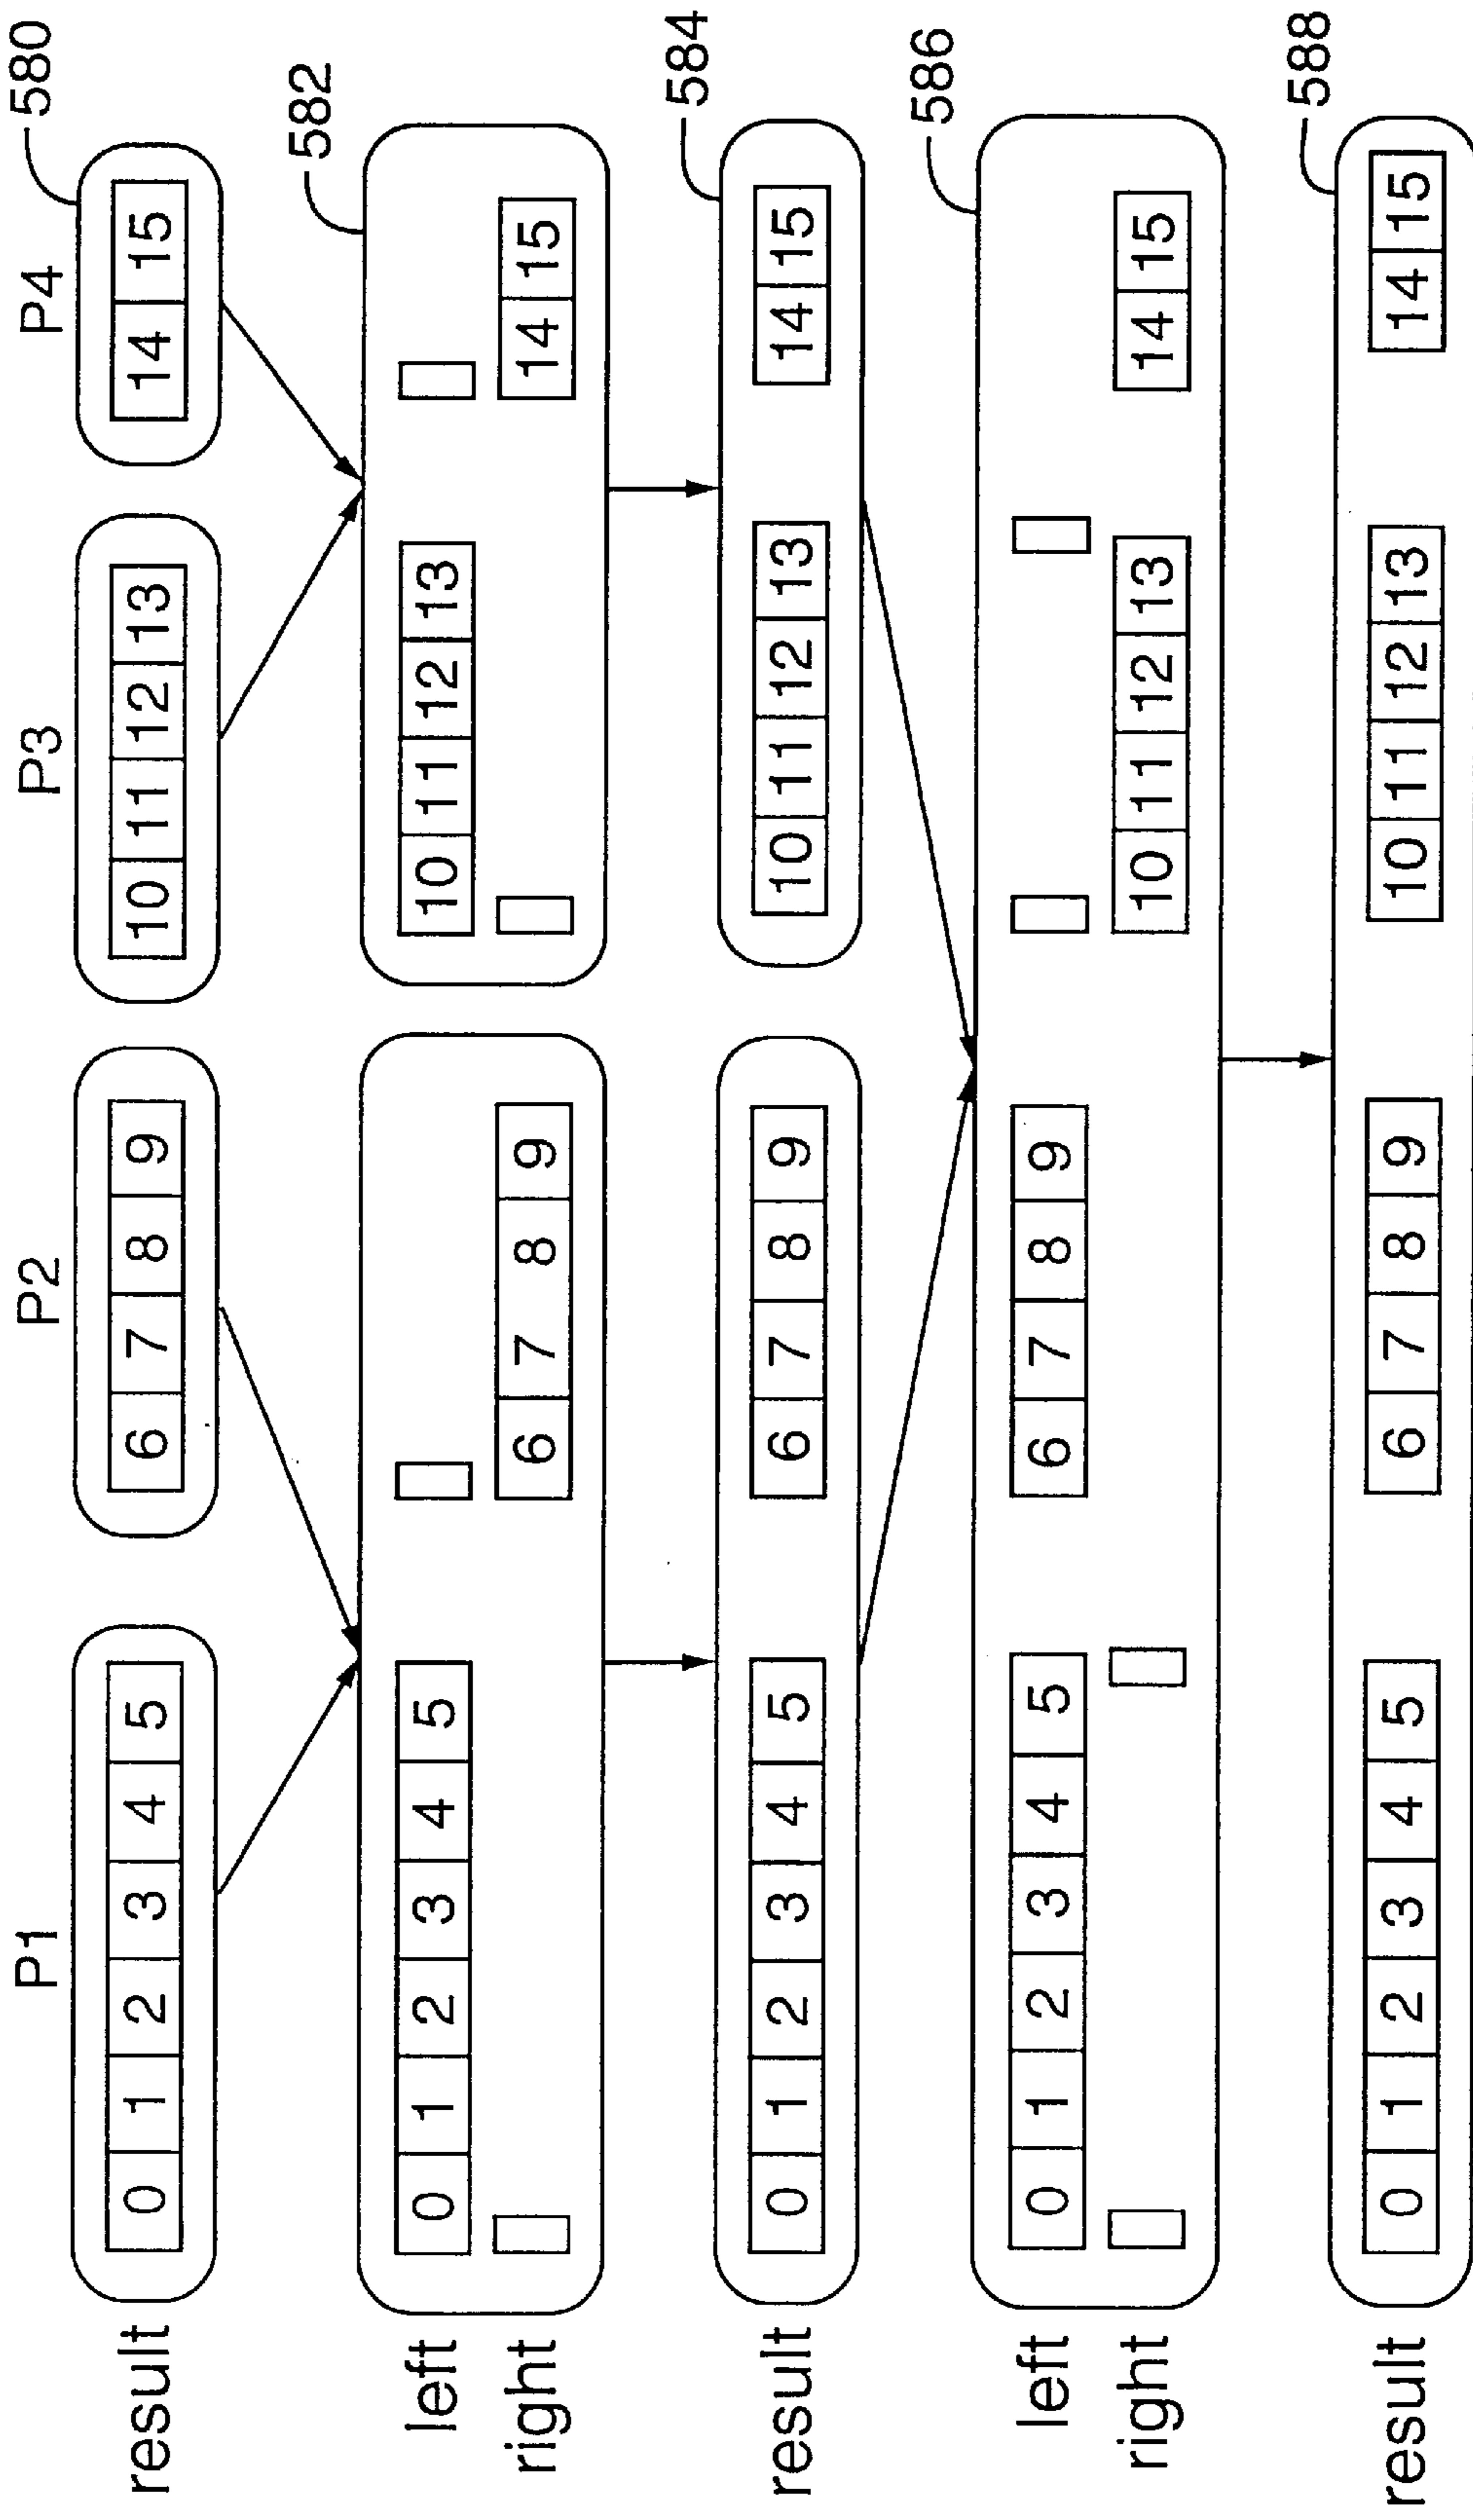 P1 P2 P3 P4 580
result 0 1 2 3 4 5 6 7 8 9 10 11 12 13 14 15
582
left 0 1 2 3 4 5 10 11 12 13
right 6 7 8 9 14 15
584
result 0 1 2 3 4 5 6 7 8 9 10 11 12 13 14 15
586
left 0 1 2 3 4 5 6 7 8 9
right 10 11 12 13 14 15
588
result 0 1 2 3 4 5 6 7 8 9 10 11 12 13 14 15